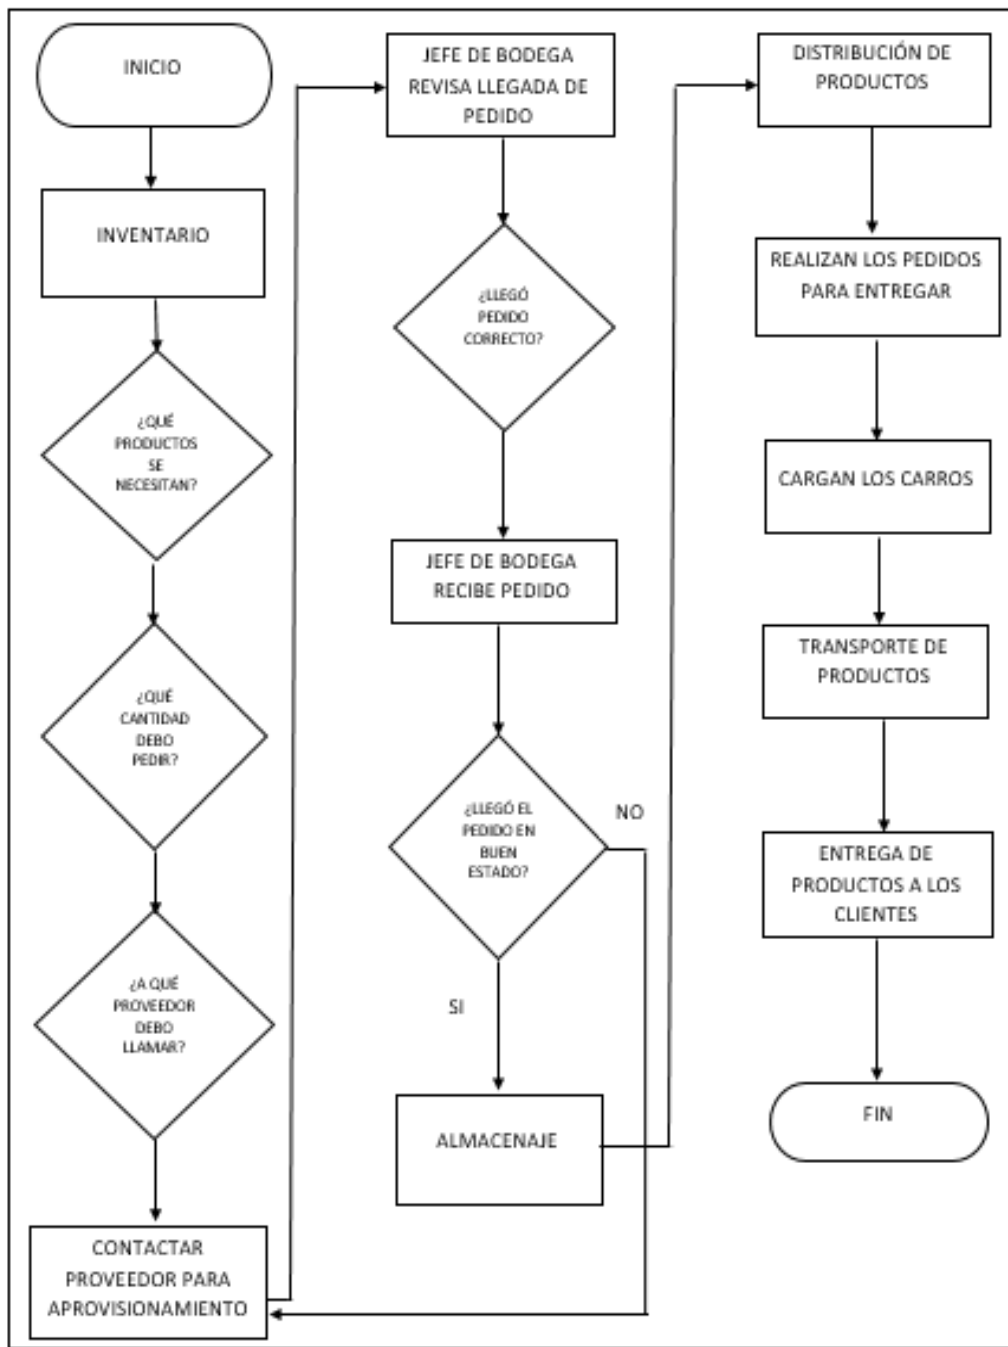 INICIO
INVENTARIO
¿QUÉ
PRODUCTOS
SE
NECESITAN?
¿QUÉ
CANTIDAD
DEBO
PEDIR?
¿A QUÉ
PROVEEDOR
DEBO
LLAMAR?
CONTACTAR
PROVEEDOR PARA
APROVISIONAMIENTO
JEFE DE BODEGA
REVISA LLEGADA DE
PEDIDO
¿LLEGÓ
PEDIDO
CORRECTO?
JEFE DE BODEGA
RECIBE PEDIDO
¿LLEGÓ EL
PEDIDO EN
BUEN
ESTADO?
NO
SI
ALMACENAJE
DISTRIBUCIÓN DE
PRODUCTOS
REALIZAN LOS PEDIDOS
PARA ENTREGAR
CARGAN LOS CARROS
TRANSPORTE DE
PRODUCTOS
ENTREGA DE
PRODUCTOS A LOS
CLIENTES
FIN